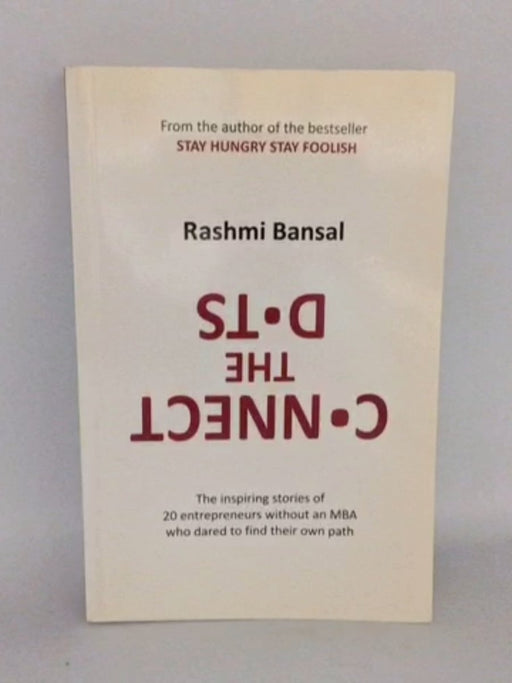 From the author of the bestseller
STAY HUNGRY STAY FOOLISH
Rashmi Bansal
C•NNECT
THE
D•TS
The inspiring stories of
20 entrepreneurs without an MBA
who dared to find their own path